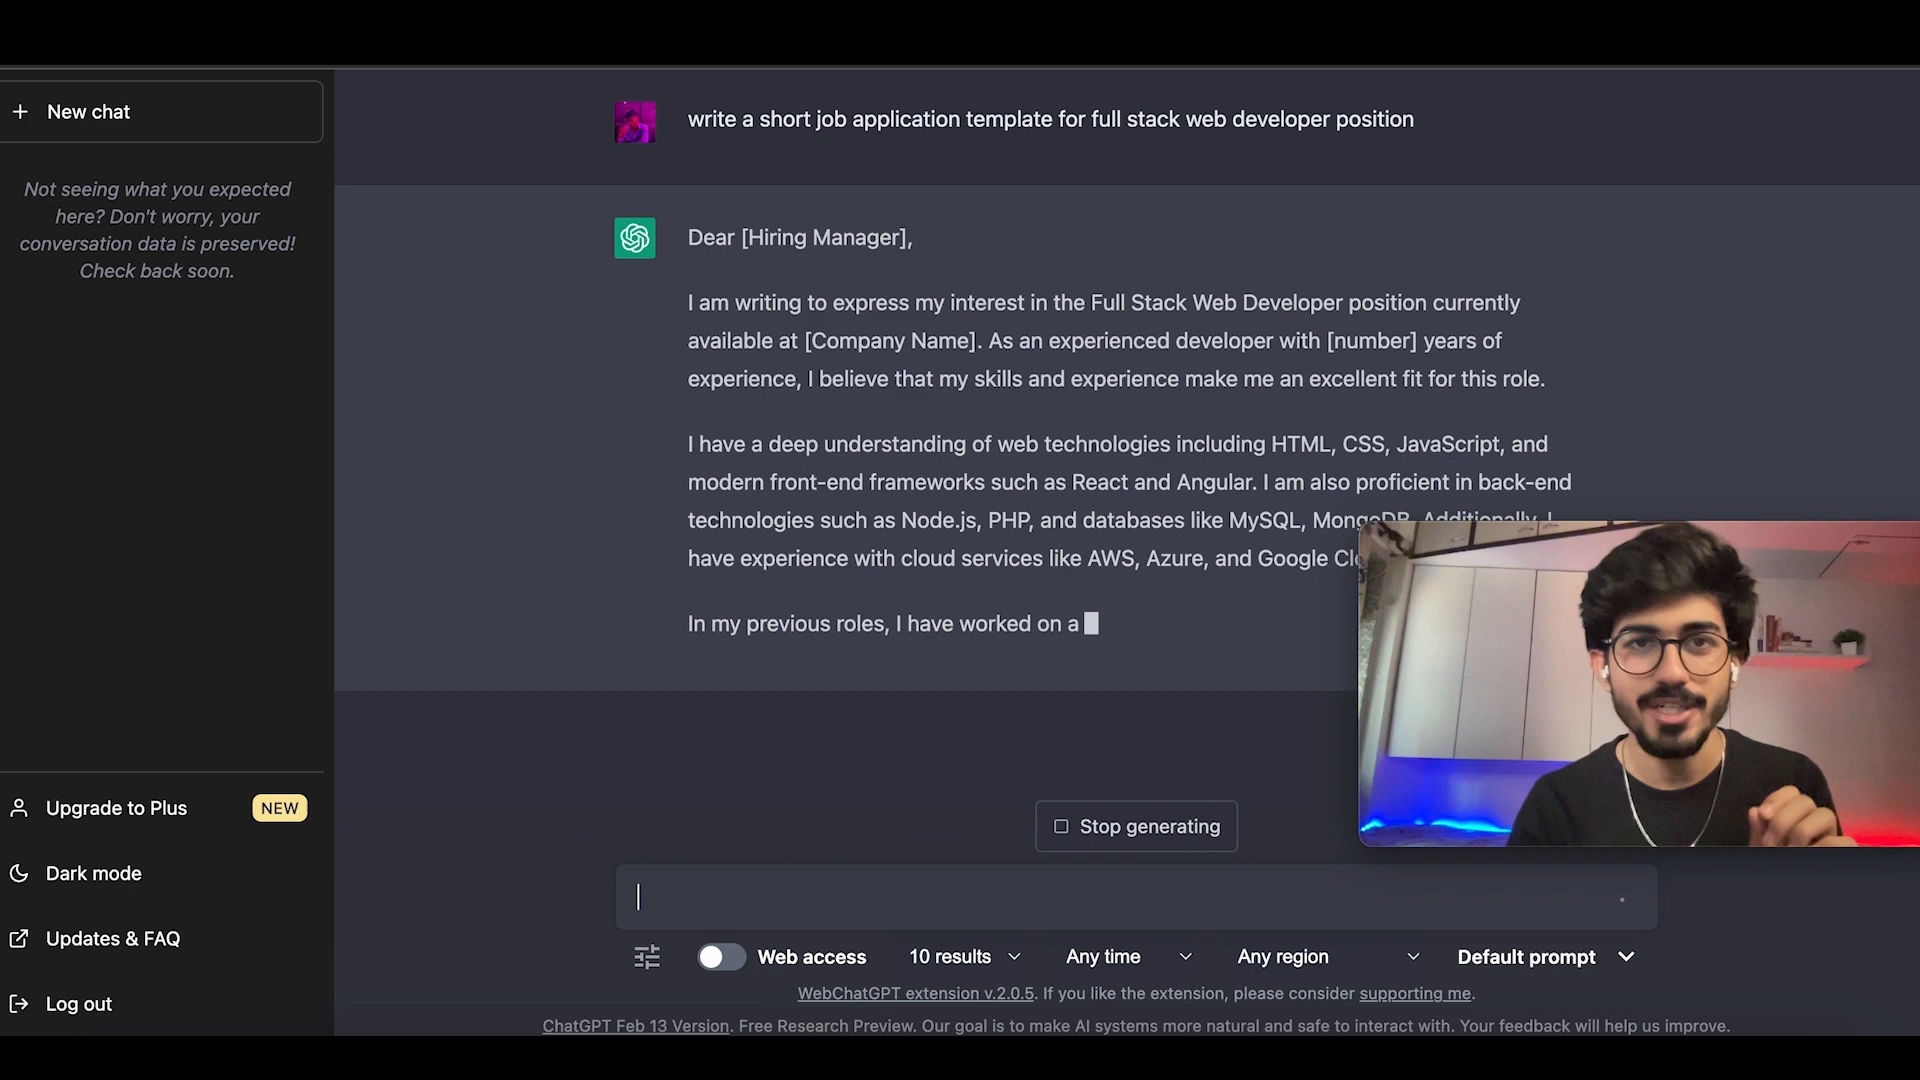 New chat
Not seeing what you expected
here? Don't worry, your
conversation data is preserved!
Check back soon.
write a short job application template for full stack web developer position
Dear [Hiring Manager],
I am writing to express my interest in the Full Stack Web Developer position currently
available at [Company Name]. As an experienced developer with [number] years of
experience, I believe that my skills and experience make me an excellent fit for this role.
I have a deep understanding of web technologies including HTML, CSS, JavaScript, and
modern front-end frameworks such as React and Angular. I am also proficient in back-end
technologies such as Node.js, PHP, and databases like MySQL, MongoDB. Additionally, I
have experience with cloud services like AWS, Azure, and Google
In my previous roles, I have worked on a
Stop generating
Upgrade to Plus NEW
Dark mode
Updates & FAQ
Log out
Web access 10 results Any time Any region Default prompt
WebChatGPT extension v.2.0.5. If you like the extension, please consider supporting me.
ChatGPT Feb 13 Version. Free Research Preview. Our goal is to make AI systems more natural and safe to interact with. Your feedback will help us improve.